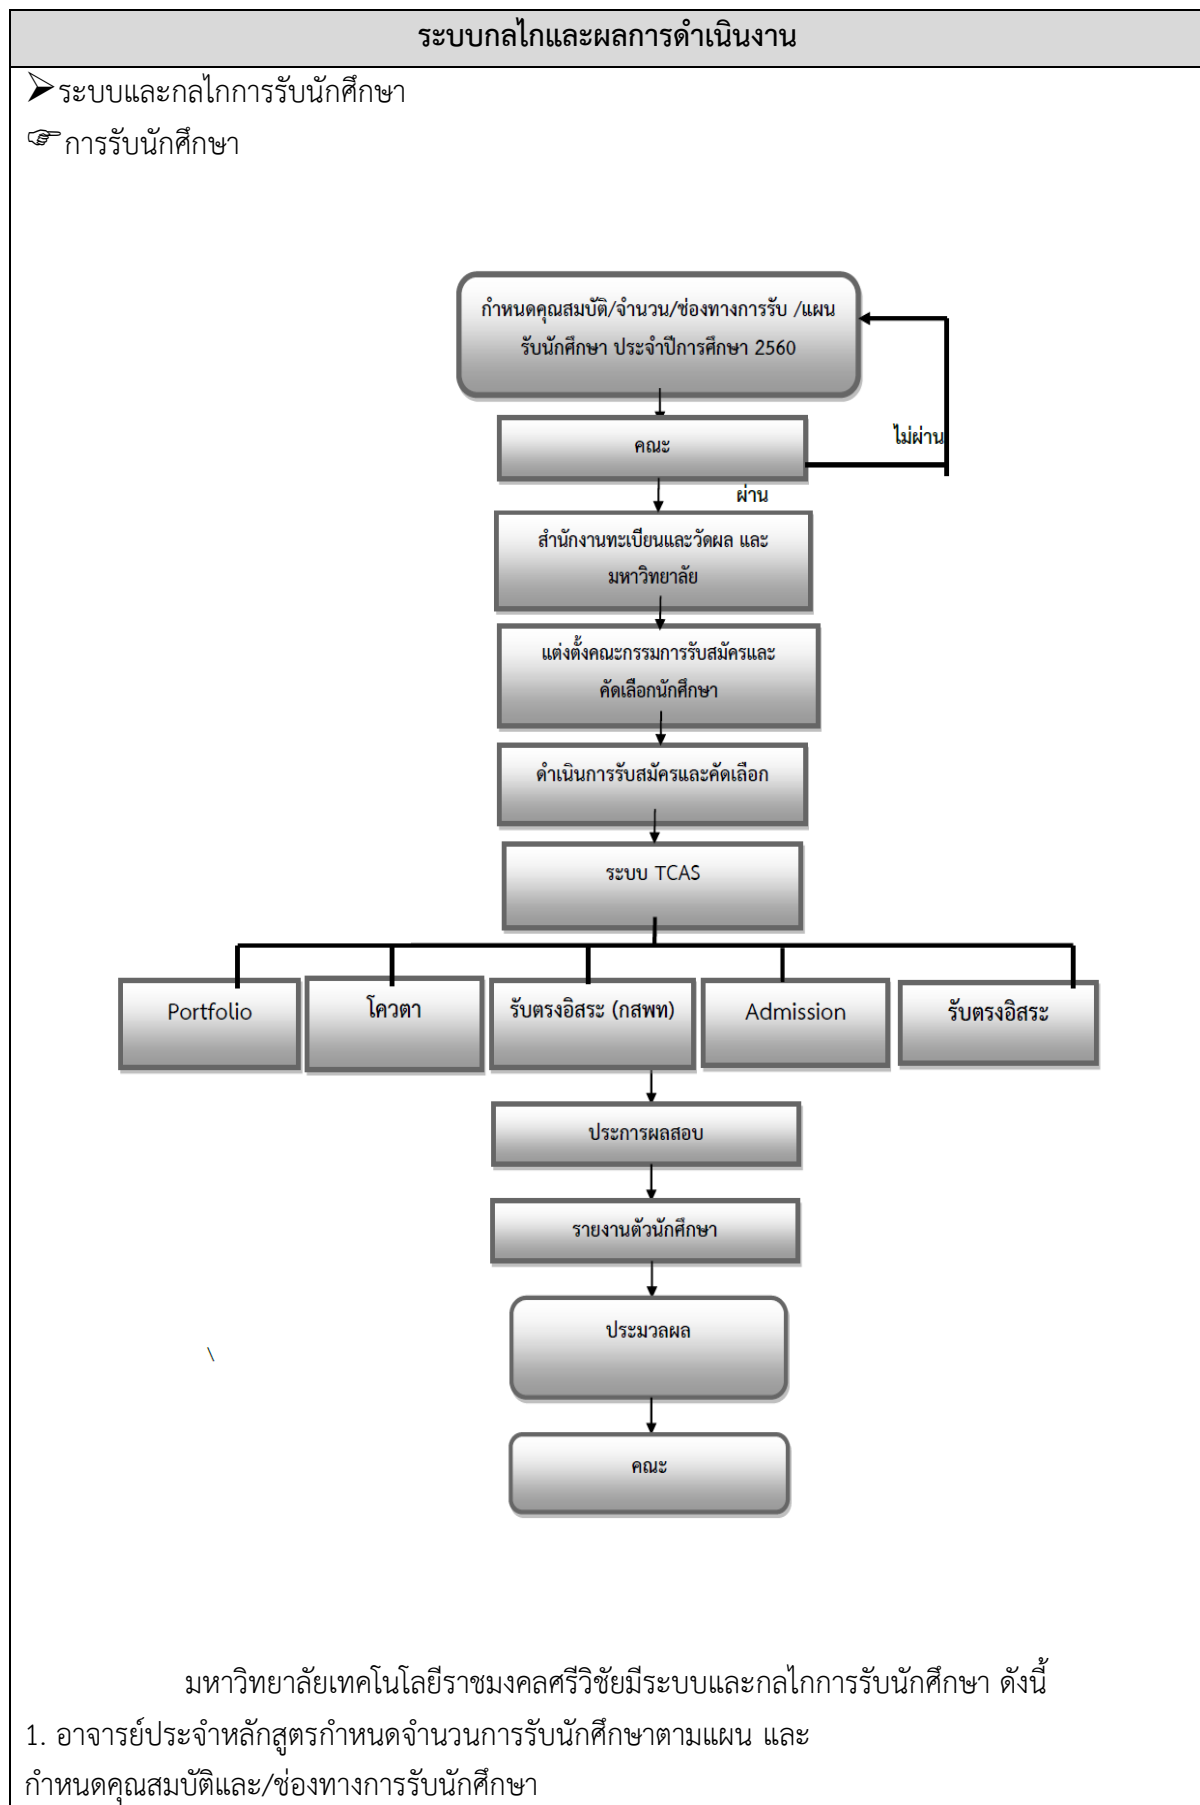 ระบบกลไกและผลการดำเนินงาน
➢ระบบและกลไกการรับนักศึกษา
☞การรับนักศึกษา
กำหนดคุณสมบัติ/จำนวน/ช่องทางการรับ /แผน
รับนักศึกษา ประจำปีการศึกษา 2560
ไม่ผ่าน
คณะ
ผ่าน
สำนักงานทะเบียนและวัดผล และ
มหาวิทยาลัย
แต่งตั้งคณะกรรมการรับสมัครและ
คัดเลือกนักศึกษา
ดำเนินการรับสมัครและคัดเลือก
ระบบ TCAS
Portfolio
โควตา
รับตรงอิสระ (กสพท)
Admission
รับตรงอิสระ
ประการผลสอบ
รายงานตัวนักศึกษา
ประมวลผล
\
คณะ
มหาวิทยาลัยเทคโนโลยีราชมงคลศรีวิชัยมีระบบและกลไกการรับนักศึกษา ดังนี้
1. อาจารย์ประจำหลักสูตรกำหนดจำนวนการรับนักศึกษาตามแผน และ
กำหนดคุณสมบัติและ/ช่องทางการรับนักศึกษา